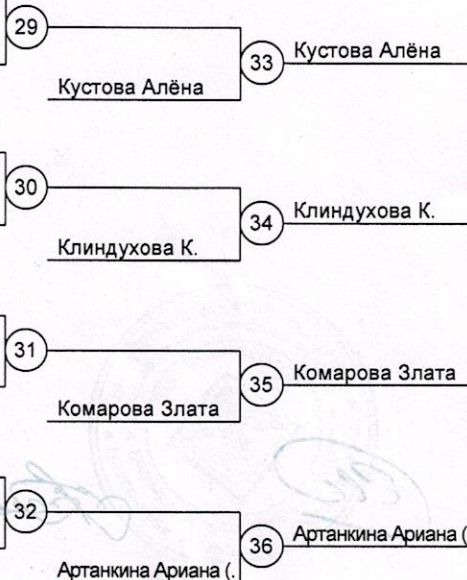 29
33 Кустова Алёна
Кустова Алёна
30
34 Клиндухова К.
Клиндухова К.
31
35 Комарова Злата
Комарова Злата
32
36 Артанкина Ариана (
Артанкина Ариана (.